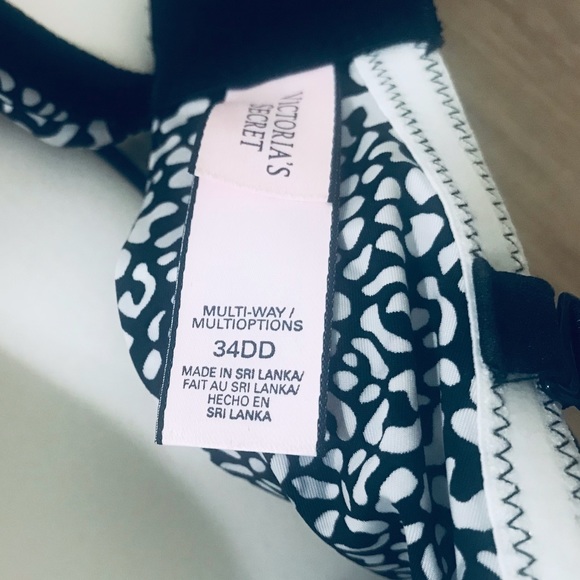 VICTORIA'S
SECRET
MULTI-WAY /
MULTIOPTIONS
34DD
MADE IN SRI LANKA/
FAIT AU SRI LANKA/
HECHO EN
SRI LANKA